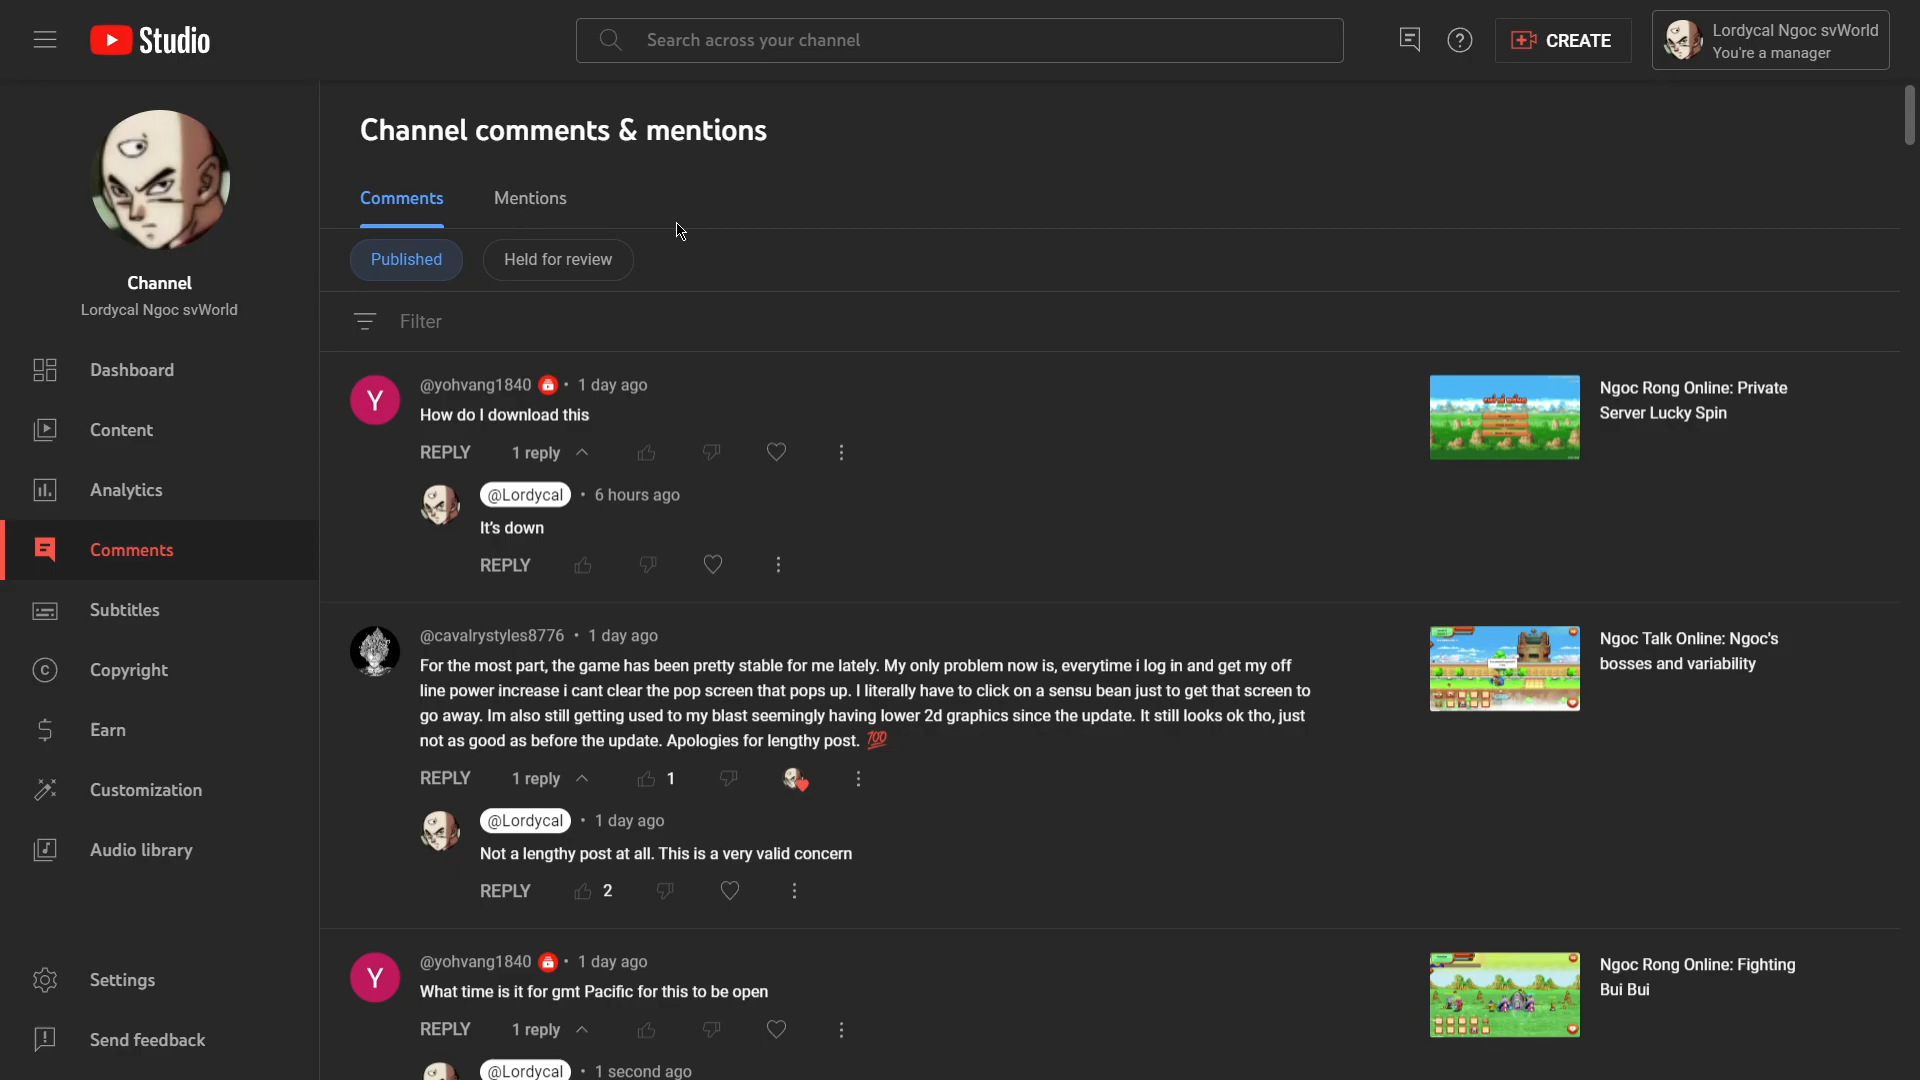 Studio
Search across your channel
CREATE
Lordycal Ngoc svWorld
You're a manager
Channel
Lordycal Ngoc svWorld
Dashboard
Content
Analytics
Comments
Subtitles
Copyright
Earn
Customization
Audio library
Settings
Send feedback
Channel comments & mentions
Comments
Mentions
Published
Held for review
Filter
Y
@yohvang1840 • 1 day ago
How do I download this
REPLY 1 reply
@Lordycal • 6 hours ago
It's down
REPLY
Ngoc Rong Online: Private
Server Lucky Spin
@cavalrystyles8776 • 1 day ago
For the most part, the game has been pretty stable for me lately. My only problem now is, everytime i log in and get my off
line power increase i cant clear the pop screen that pops up. I literally have to click on a sensu bean just to get that screen to
go away. Im also still getting used to my blast seemingly having lower 2d graphics since the update. It still looks ok tho, just
not as good as before the update. Apologies for lengthy post. 💯
REPLY 1 reply 1
@Lordycal • 1 day ago
Not a lengthy post at all. This is a very valid concern
REPLY 2
Ngoc Talk Online: Ngoc's
bosses and variability
Y
@yohvang1840 • 1 day ago
What time is it for gmt Pacific for this to be open
REPLY 1 reply
@Lordycal • 1 second ago
Ngoc Rong Online: Fighting
Bui Bui